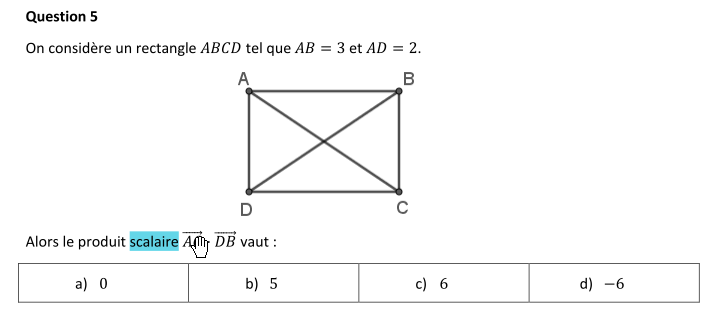 Question 5
On considère un rectangle ABCD tel que AB = 3 et AD = 2.
A B
D C
Alors le produit scalaire DB vaut :
a) 0 b) 5 c) 6 d) −6